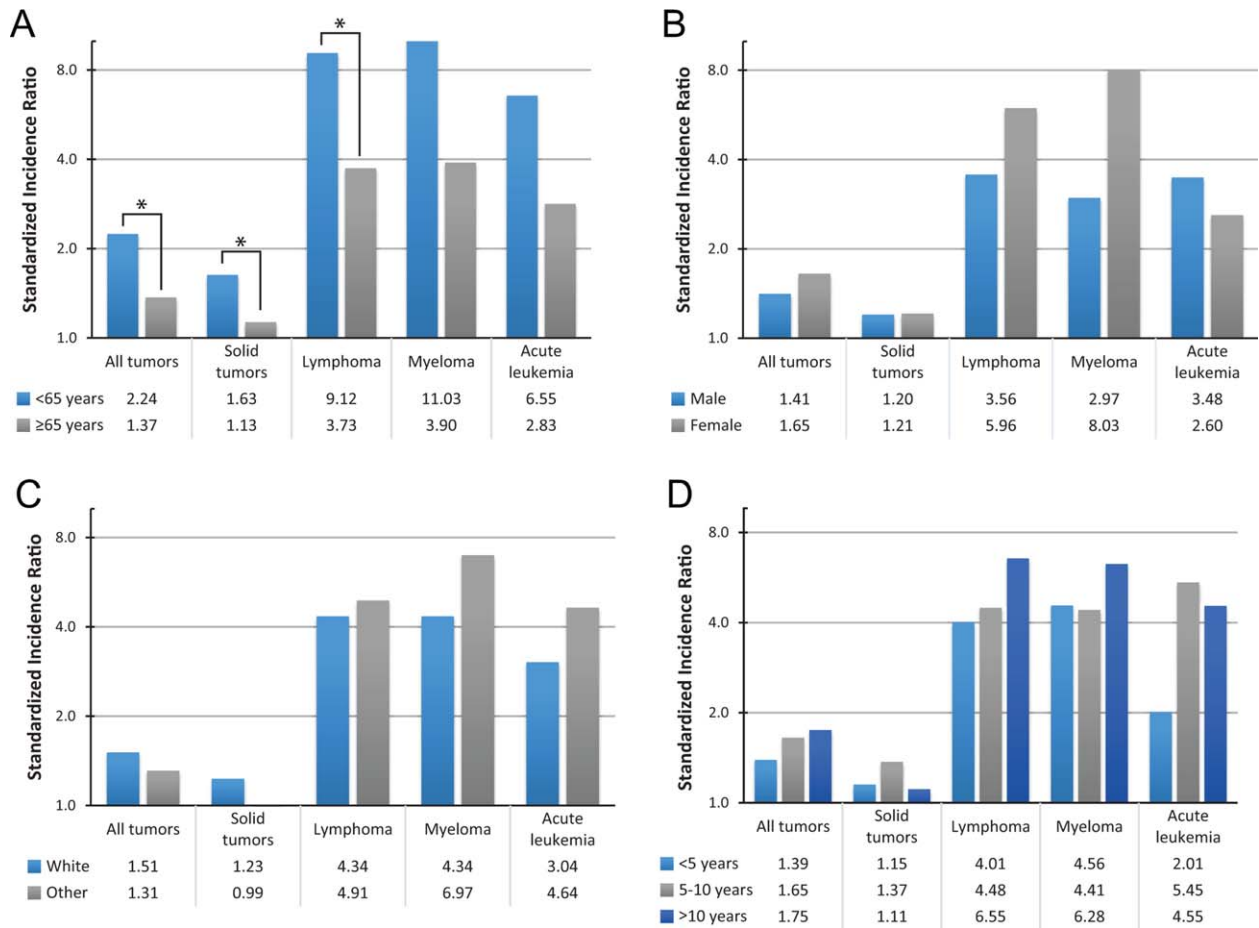 A
Standardized Incidence Ratio
8.0
4.0
2.0
1.0
*
*
*
All tumors Solid tumors Lymphoma Myeloma Acute leukemia
<65 years 2.24 1.63 9.12 11.03 6.55
≥65 years 1.37 1.13 3.73 3.90 2.83
B
Standardized Incidence Ratio
8.0
4.0
2.0
1.0
All tumors Solid tumors Lymphoma Myeloma Acute leukemia
Male 1.41 1.20 3.56 2.97 3.48
Female 1.65 1.21 5.96 8.03 2.60
C
Standardized Incidence Ratio
8.0
4.0
2.0
1.0
All tumors Solid tumors Lymphoma Myeloma Acute leukemia
White 1.51 1.23 4.34 4.34 3.04
Other 1.31 0.99 4.91 6.97 4.64
D
Standardized Incidence Ratio
8.0
4.0
2.0
1.0
All tumors Solid tumors Lymphoma Myeloma Acute leukemia
<5 years 1.39 1.15 4.01 4.56 2.01
5-10 years 1.65 1.37 4.48 4.41 5.45
>10 years 1.75 1.11 6.55 6.28 4.55